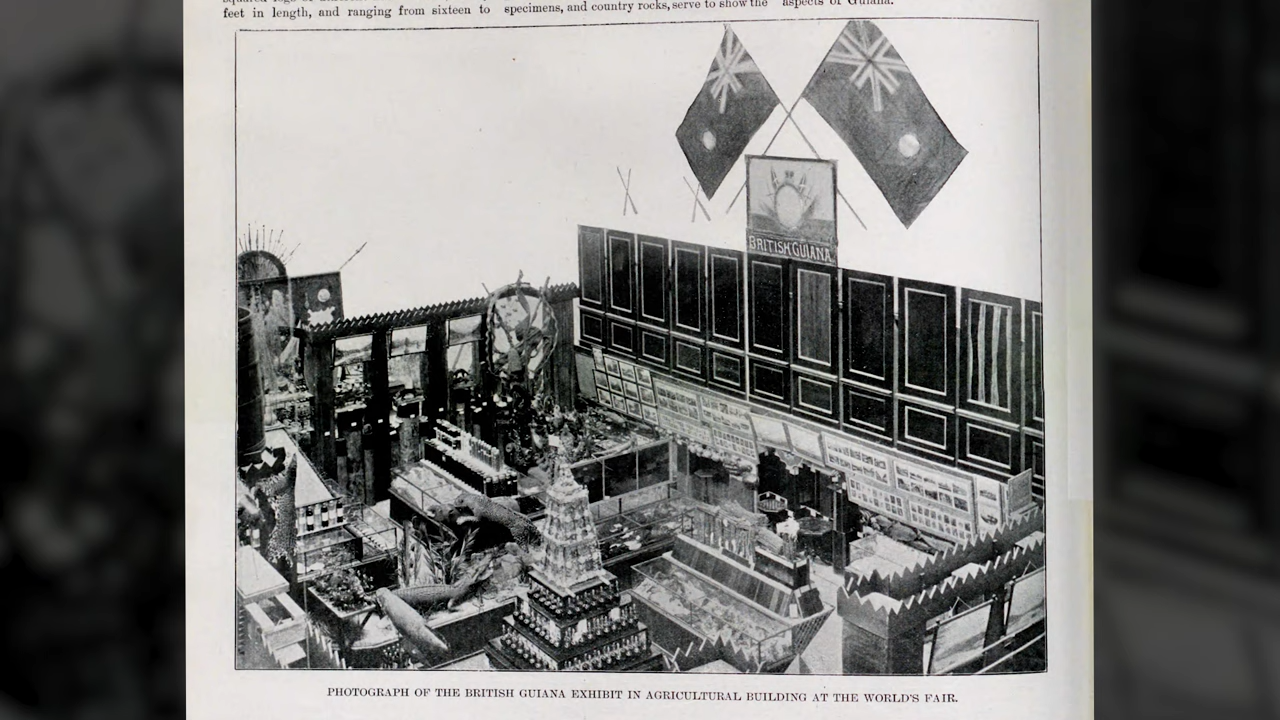 feet in length, and ranging from sixteen to specimens, and country rocks, serve to show the aspects of Guiana.
BRITISH GUIANA.
PHOTOGRAPH OF THE BRITISH GUIANA EXHIBIT IN AGRICULTURAL BUILDING AT THE WORLD'S FAIR.